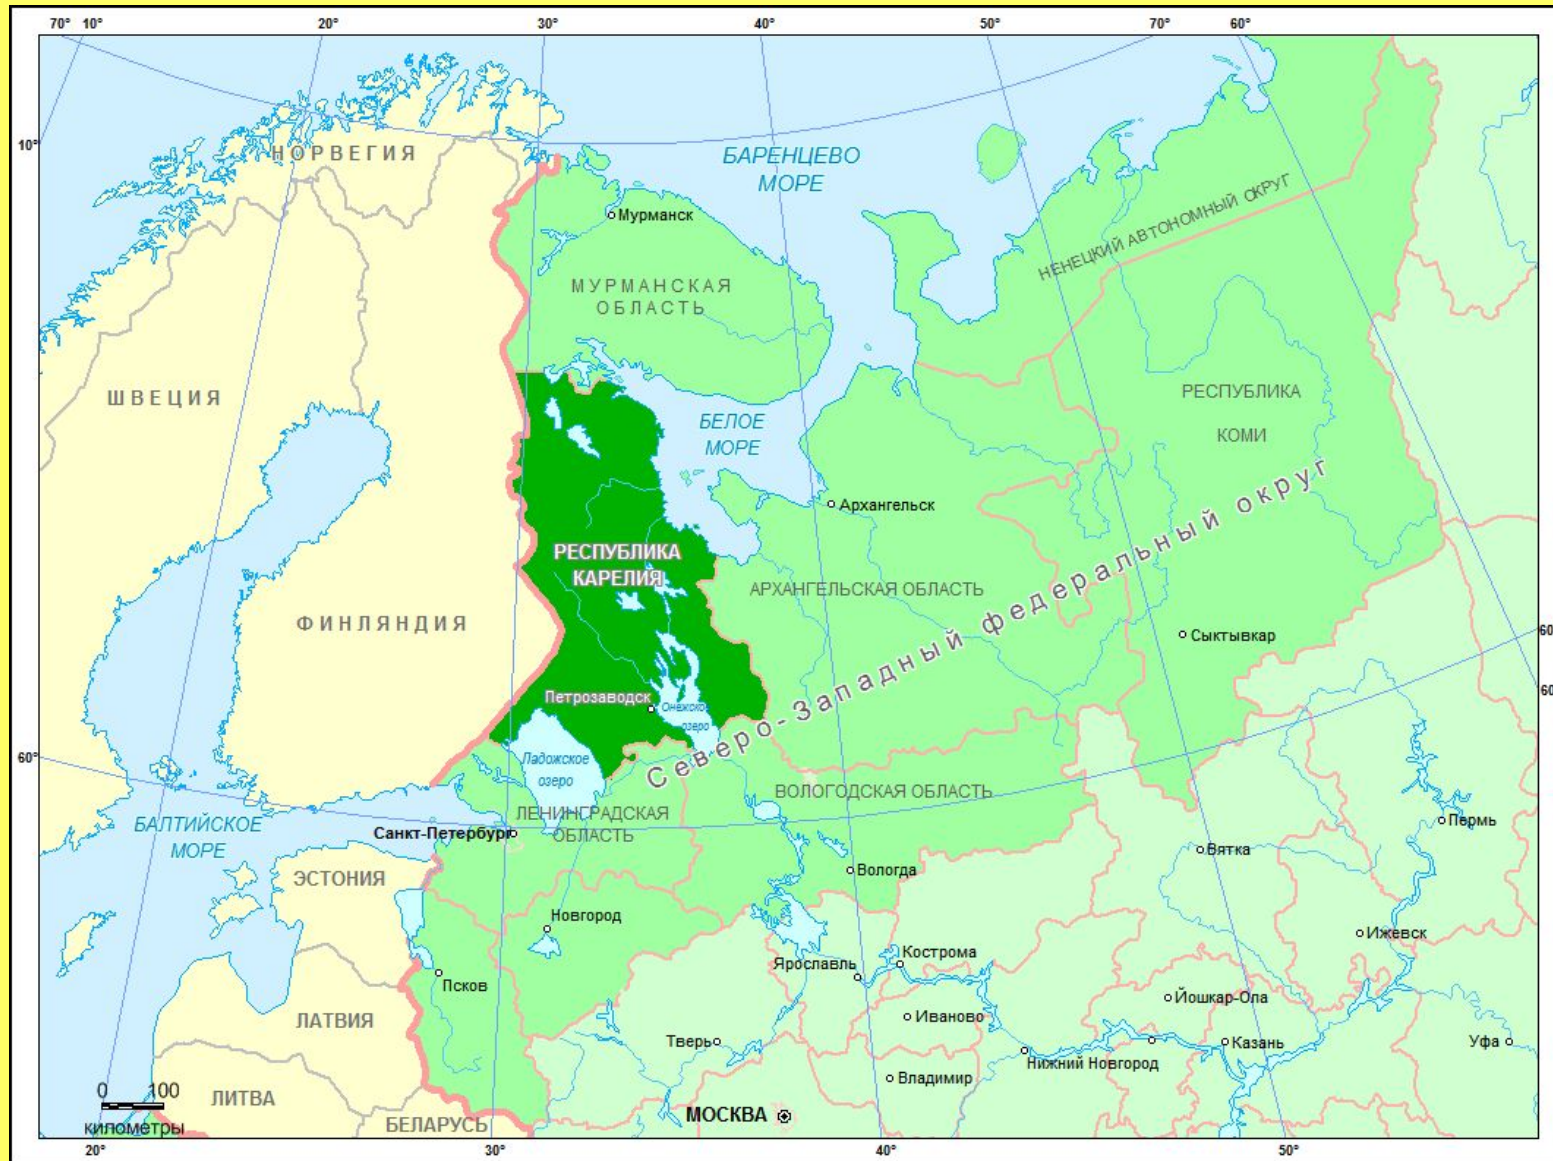 70° 10° 20° 30° 40° 50° 70° 60°
10°
НОРВЕГИЯ
БАРЕНЦЕВО
МОРЕ
НЕНЕЦКИЙ АВТОНОМНЫЙ ОКРУГ
Мурманск
МУРМАНСКАЯ
ОБЛАСТЬ
ШВЕЦИЯ
БЕЛОЕ
МОРЕ
РЕСПУБЛИКА
КОМИ
Архангельск
Северо-Западный федеральный округ
РЕСПУБЛИКА
КАРЕЛИЯ
АРХАНГЕЛЬСКАЯ ОБЛАСТЬ
ФИНЛЯНДИЯ
Сыктывкар
60
60
Петрозаводск
Онежско
озеро
60°
Ладожское
озеро
ВОЛОГОДСКАЯ ОБЛАСТЬ
ЛЕНИНГРАДСКАЯ
ОБЛАСТЬ
БАЛТИЙСКОЕ
МОРЕ
Санкт-Петербург
Пермь
Вятка
Вологда
ЭСТОНИЯ
Новгород
Ижевск
Кострома
Ярославль
Псков
Йошкар-Ола
Иваново
ЛАТВИЯ
Тверь
Казань
Уфа
Нижний Новгород
Владимир
0 100
километры
ЛИТВА
МОСКВА
БЕЛАРУСЬ
20° 30° 40° 50°